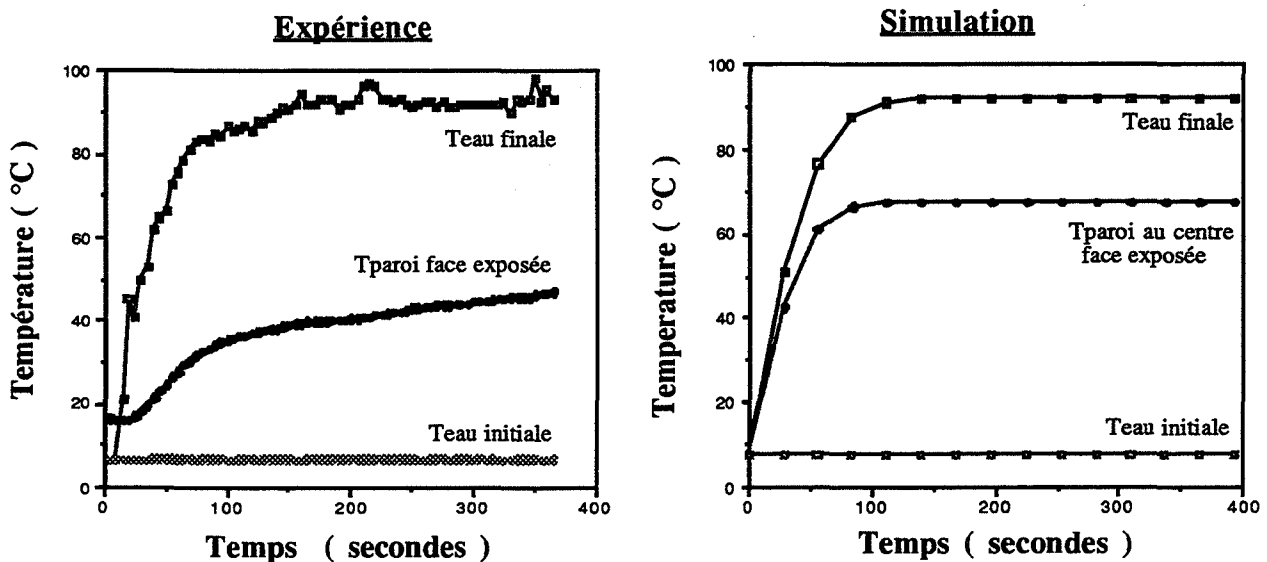 Expérience
100
80
60
40
20
0
Température ( °C)
Teau finale
Tparoi face exposée
Teau initiale
0 100 200 300 400
Temps ( secondes )
Simulation
100
80
60
40
20
0
Temperature ( °C)
Teau finale
Tparoi au centre
face exposée
Teau initiale
0 100 200 300 400
Temps ( secondes )